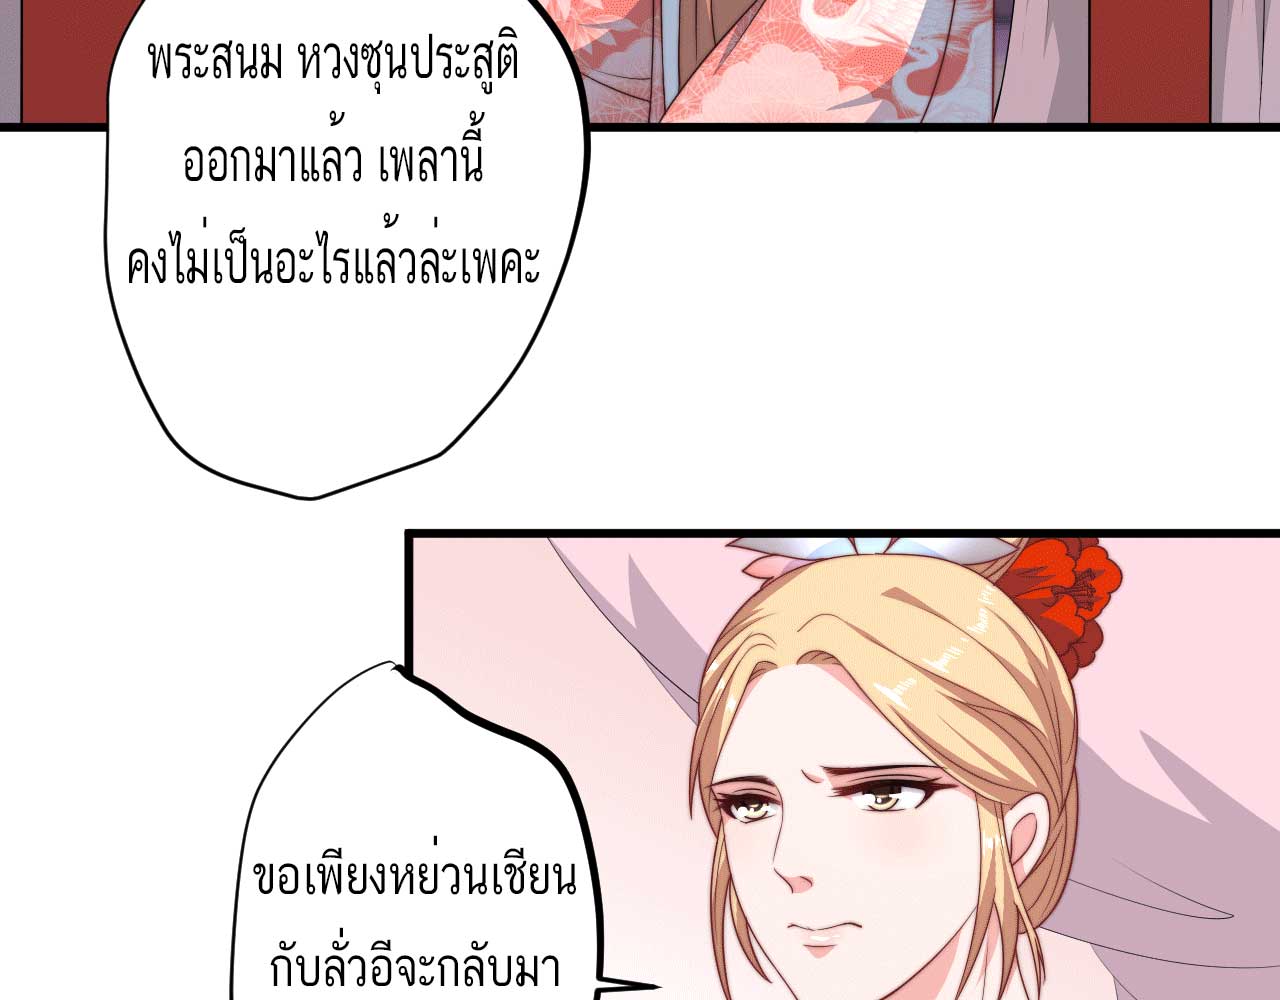 พระสนม หวงซุนประสูติ
ออกมาแล้ว เพลานี้
คงไม่เป็นอะไรแล้วล่ะเพคะ
ขอเพียงหย่วนเชียน
กับลั่วอีจะกลับมา